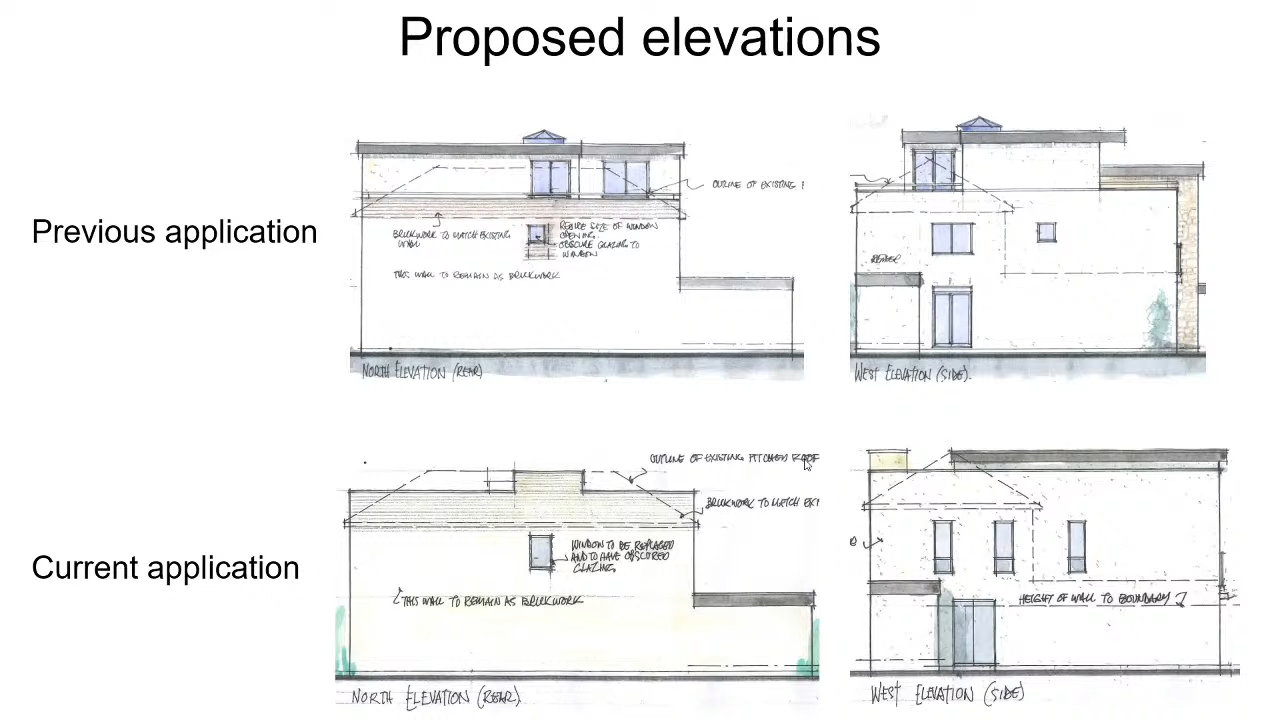 Proposed elevations
Previous application
OUTLINE OF EXISTING
BRICKWORK TO MATCH EXISTING
WALL
REDUCE SIZE OF WINDOW
OPENING.
OBSCURE GLAZING TO
WINDOW
THIS WALL TO REMAIN AS BRICKWORK
NORTH ELEVATION (REAR)
RENDER
WEST ELEVATION (SIDE).
Current application
OUTLINE OF EXISTING PITCHED ROOF
BRICKWORK TO MATCH EXI
WINDOW TO BE REPLACED
AND TO HAVE OBSCURED
GLAZING.
THIS WALL TO REMAIN AS BRICKWORK
NORTH ELEVATION (REAR).
HEIGHT OF WALL TO BOUNDARY
WEST ELEVATION (SIDE)